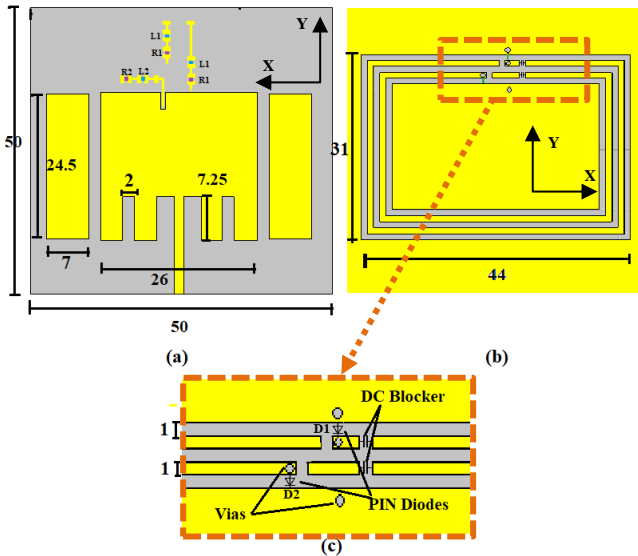 Y
L1
R1
L1
X
R2 L2
R1
50
24.5
2
7.25
7
26
50
(a)
Y
31
X
44
(b)
DC Blocker
1
D1
1
D2
Vias
PIN Diodes
(c)